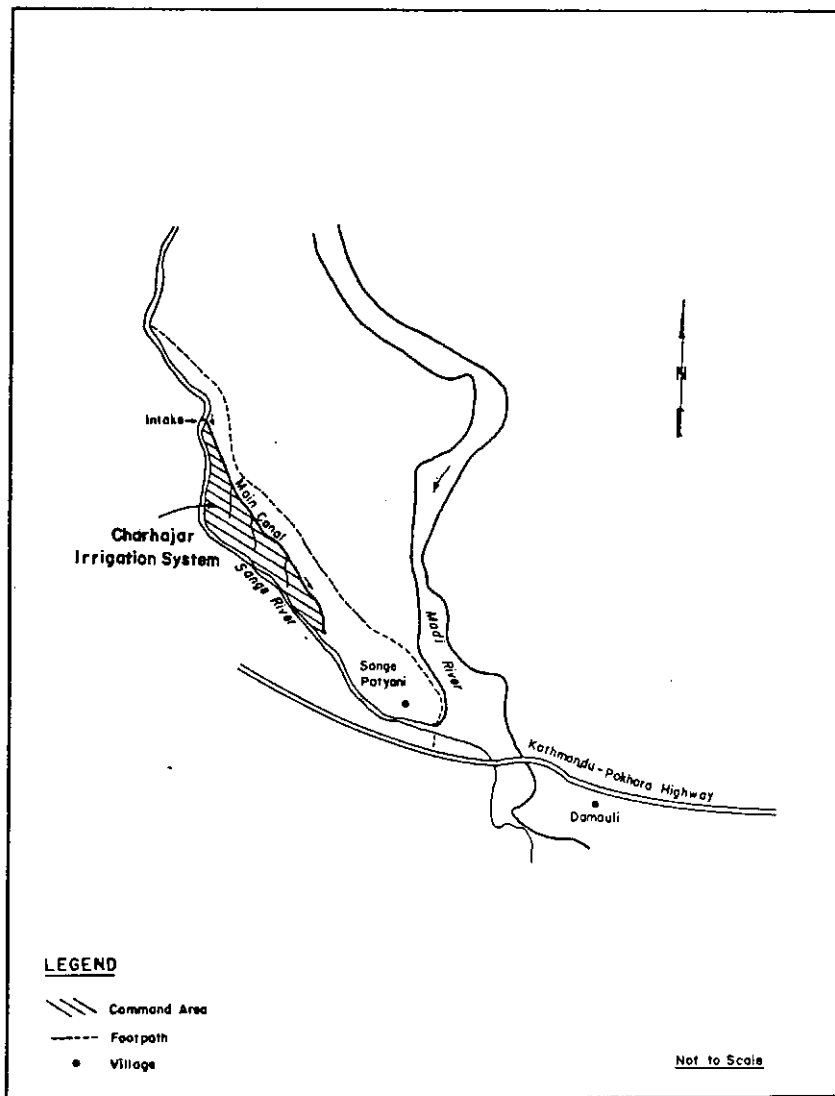 N
Intake
Main Canal
Charhajar
Irrigation System
Sange River
Madi River
Sange
Patyani
Kathmandu-Pokhara Highway
Damauli
LEGEND
Command Area
Footpath
Village
Not to Scale